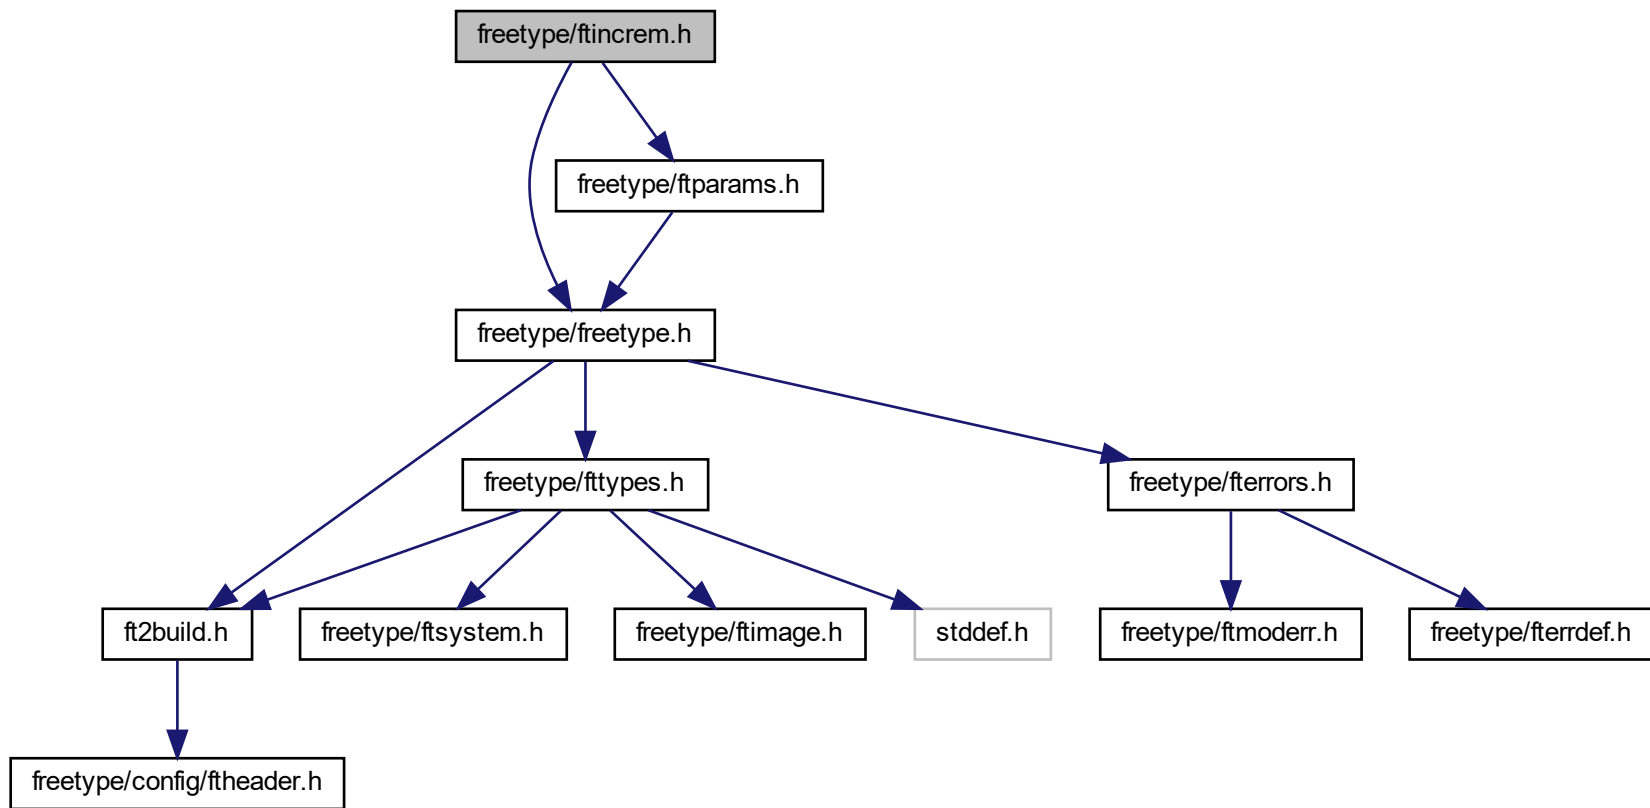 freetype/ftincrem.h
freetype/ftparams.h
freetype/freetype.h
freetype/fttypes.h
freetype/fterrors.h
ft2build.h
freetype/ftsystem.h
freetype/ftimage.h
stddef.h
freetype/ftmoderr.h
freetype/fterrdef.h
freetype/config/ftheader.h